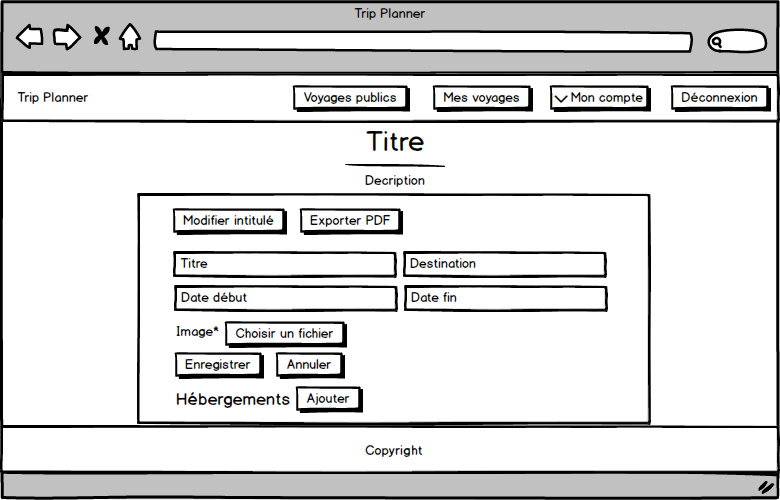 Trip Planner
Trip Planner Voyages publics Mes voyages Mon compte Déconnexion
Titre
Decription
Modifier intitulé Exporter PDF
Titre Destination
Date début Date fin
Image* Choisir un fichier
Enregistrer Annuler
Hébergements Ajouter
Copyright